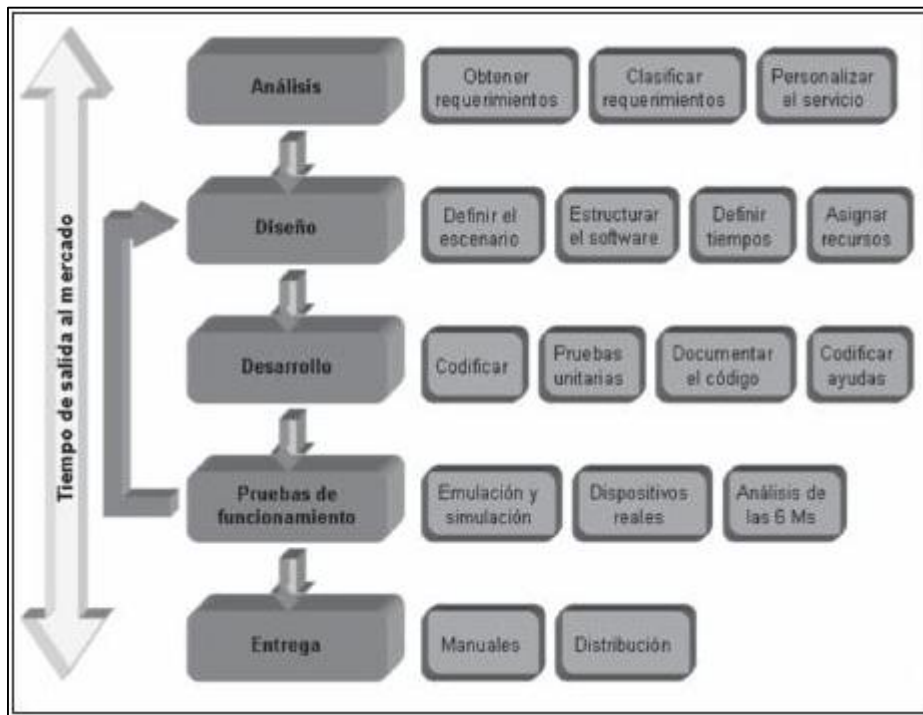 Tiempo de salida al mercado
Análisis
Obtener
requerimientos
Clasificar
requerimientos
Personalizar
el servicio
Diseño
Definir el
escenario
Estructurar
el software
Definir
tiempos
Asignar
recursos
Desarrollo
Codificar
Pruebas
unitarias
Documentar
el código
Codificar
ayudas
Pruebas de
funcionamiento
Emulación y
simulación
Dispositivos
reales
Análisis de
las 6 Ms
Entrega
Manuales
Distribución